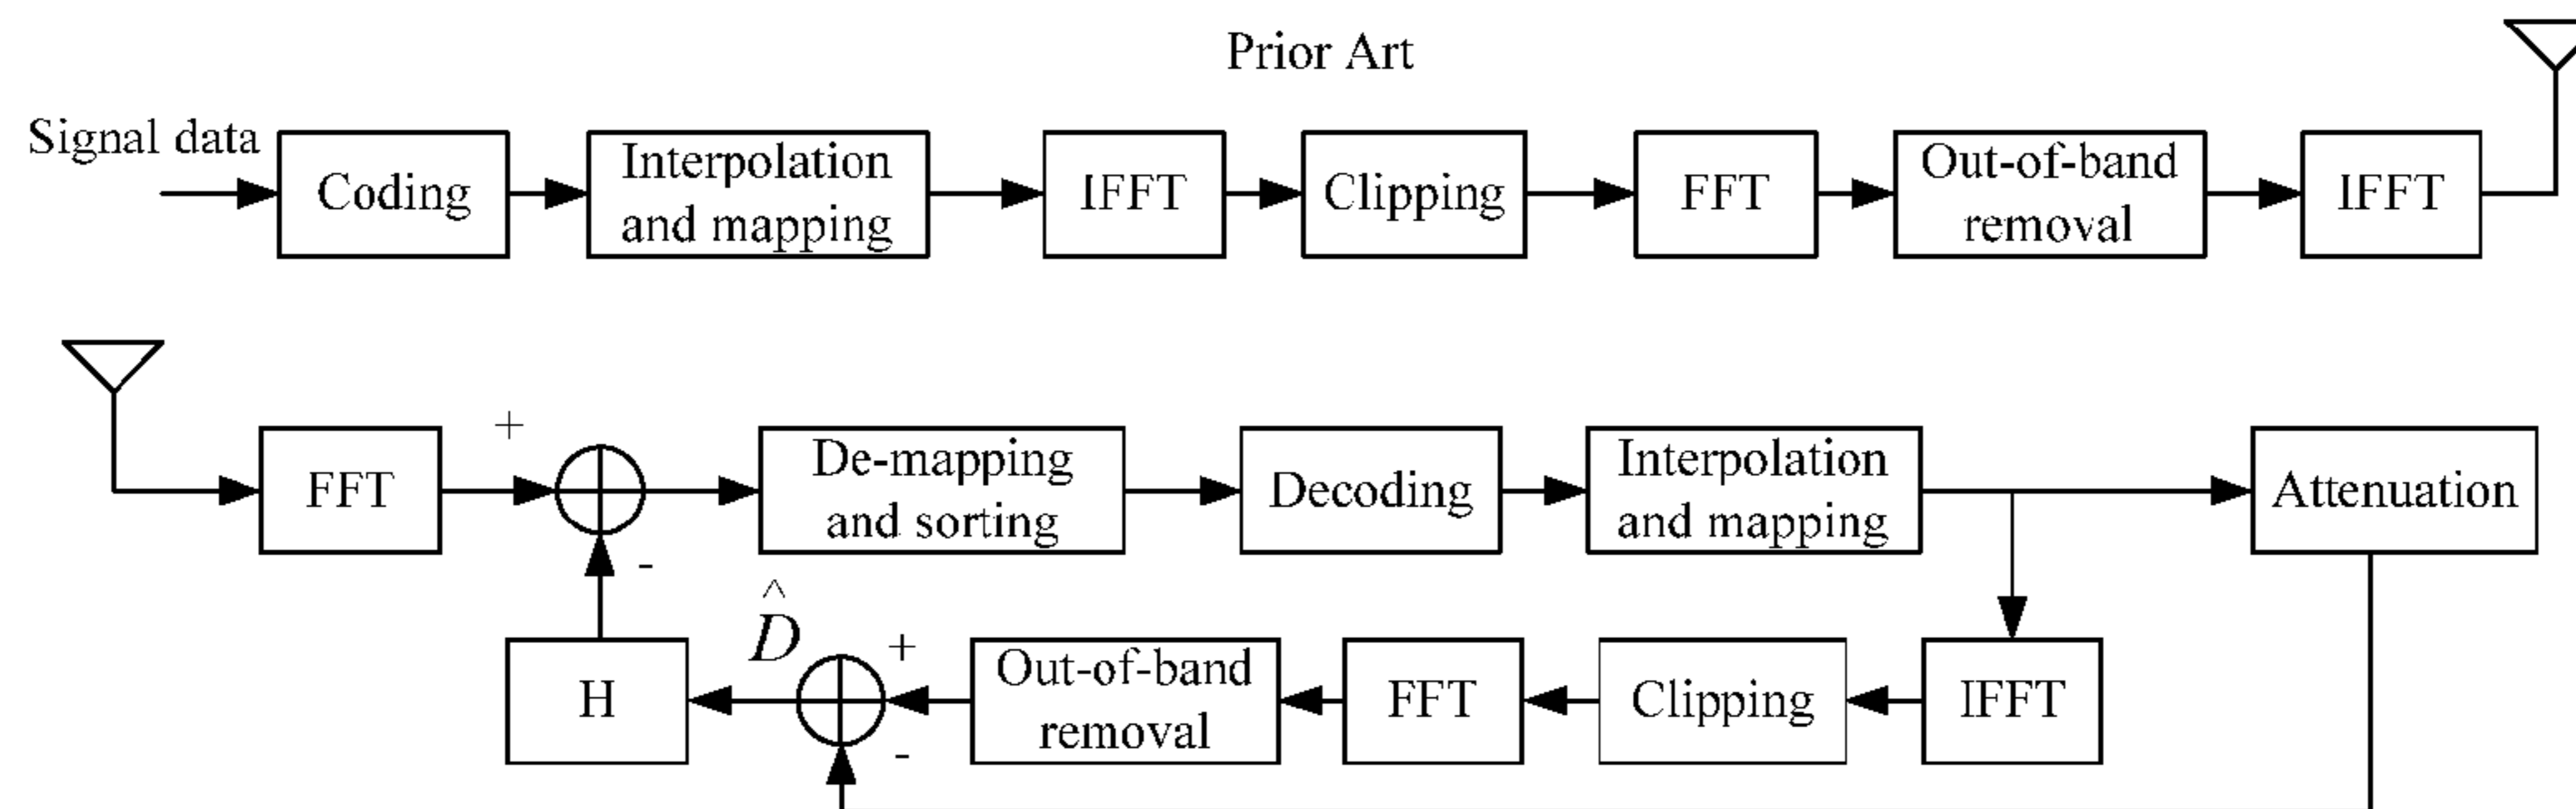 Prior Art
Signal data
Coding
Interpolation
and mapping
IFFT
Clipping
FFT
Out-of-band
removal
IFFT
FFT
+
-
De-mapping
and sorting
Decoding
Interpolation
and mapping
Attenuation
H
D̂
+
-
Out-of-band
removal
FFT
Clipping
IFFT